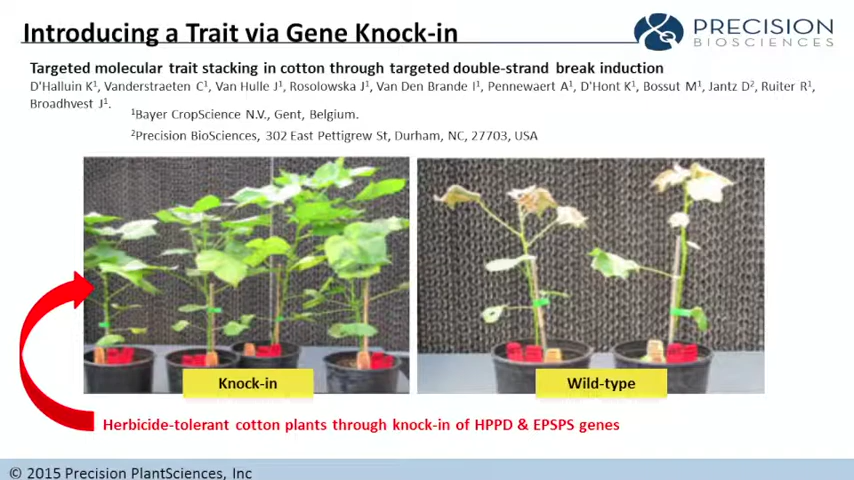 Introducing a Trait via Gene Knock-in
PRECISION
BIOSCIENCES
Targeted molecular trait stacking in cotton through targeted double-strand break induction
D'Halluin K¹, Vanderstraeten C¹, Van Hulle J¹, Rosolowska J¹, Van Den Brande I¹, Pennewaert A¹, D'Hont K¹, Bossut M¹, Jantz D², Ruiter R¹,
Broadhvest J¹.
¹Bayer CropScience N.V., Gent, Belgium.
²Precision BioSciences, 302 East Pettigrew St, Durham, NC, 27703, USA
Knock-in
Wild-type
Herbicide-tolerant cotton plants through knock-in of HPPD & EPSPS genes
© 2015 Precision PlantSciences, Inc